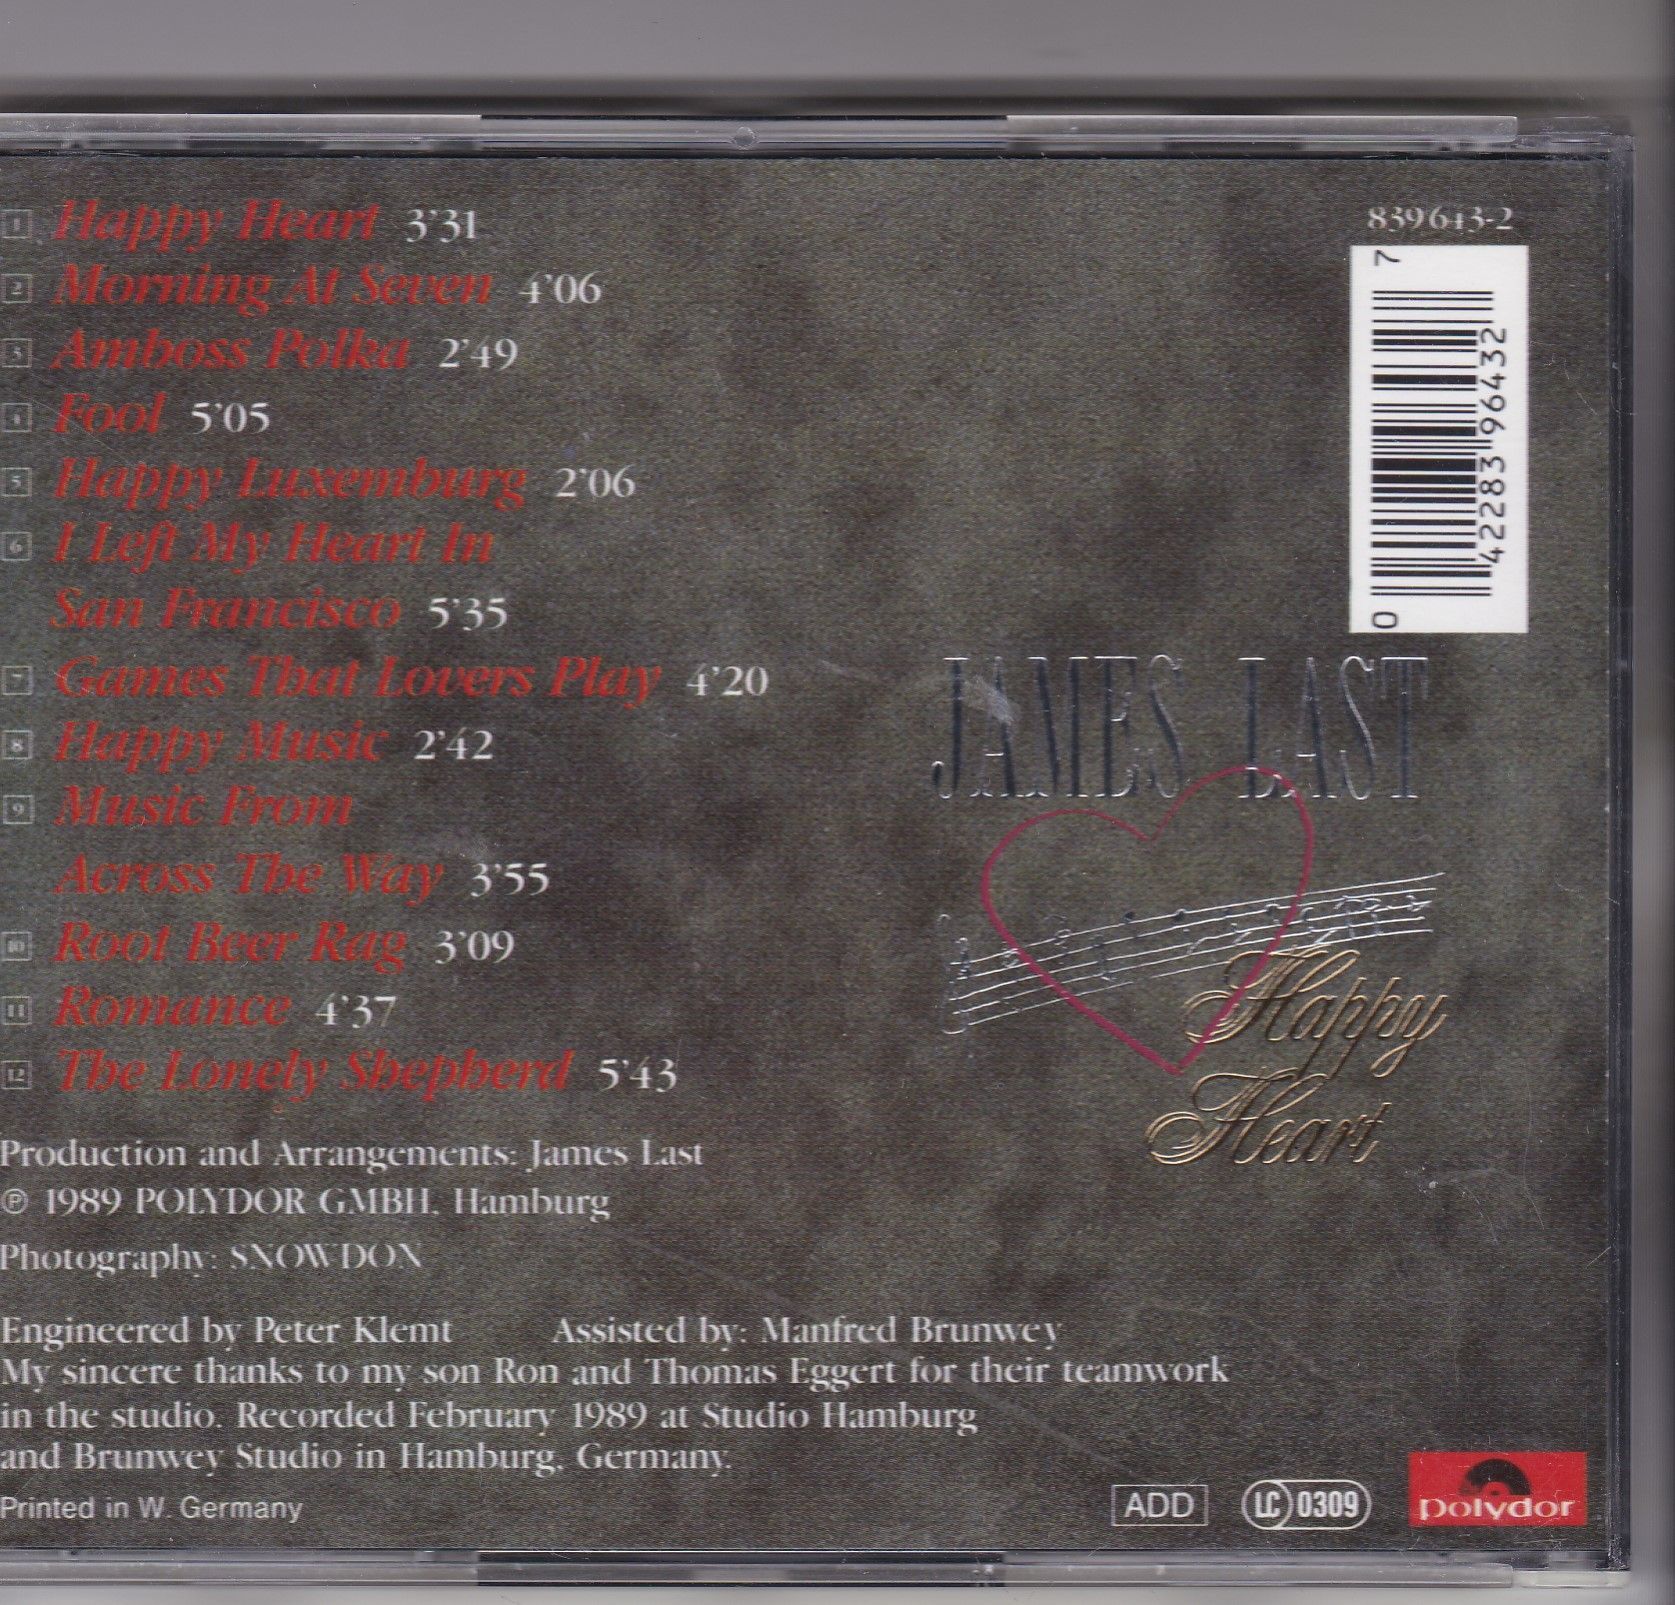 1 Happy Heart 3'31
2 Morning At Seven 4'06
3 Amboss Polka 2'49
4 Fool 5'05
5 Happy Luxemburg 2'06
6 I Left My Heart In
San Francisco 5'35
7 Games That Lovers Play 4'20
8 Happy Music 2'42
9 Music From
Across The Way 3'55
10 Root Beer Rag 3'09
11 Romance 4'37
12 The Lonely Shepherd 5'43
Production and Arrangements: James Last
℗ 1989 POLYDOR GMBH, Hamburg
Photography: SNOWDON
Engineered by Peter Klemt Assisted by: Manfred Brunwey
My sincere thanks to my son Ron and Thomas Eggert for their teamwork
in the studio. Recorded February 1989 at Studio Hamburg
and Brunwey Studio in Hamburg, Germany.
Printed in W. Germany
839643-2
0 42283 96432 7
JAMES LAST
Happy
Heart
ADD
LC 0309
polydor